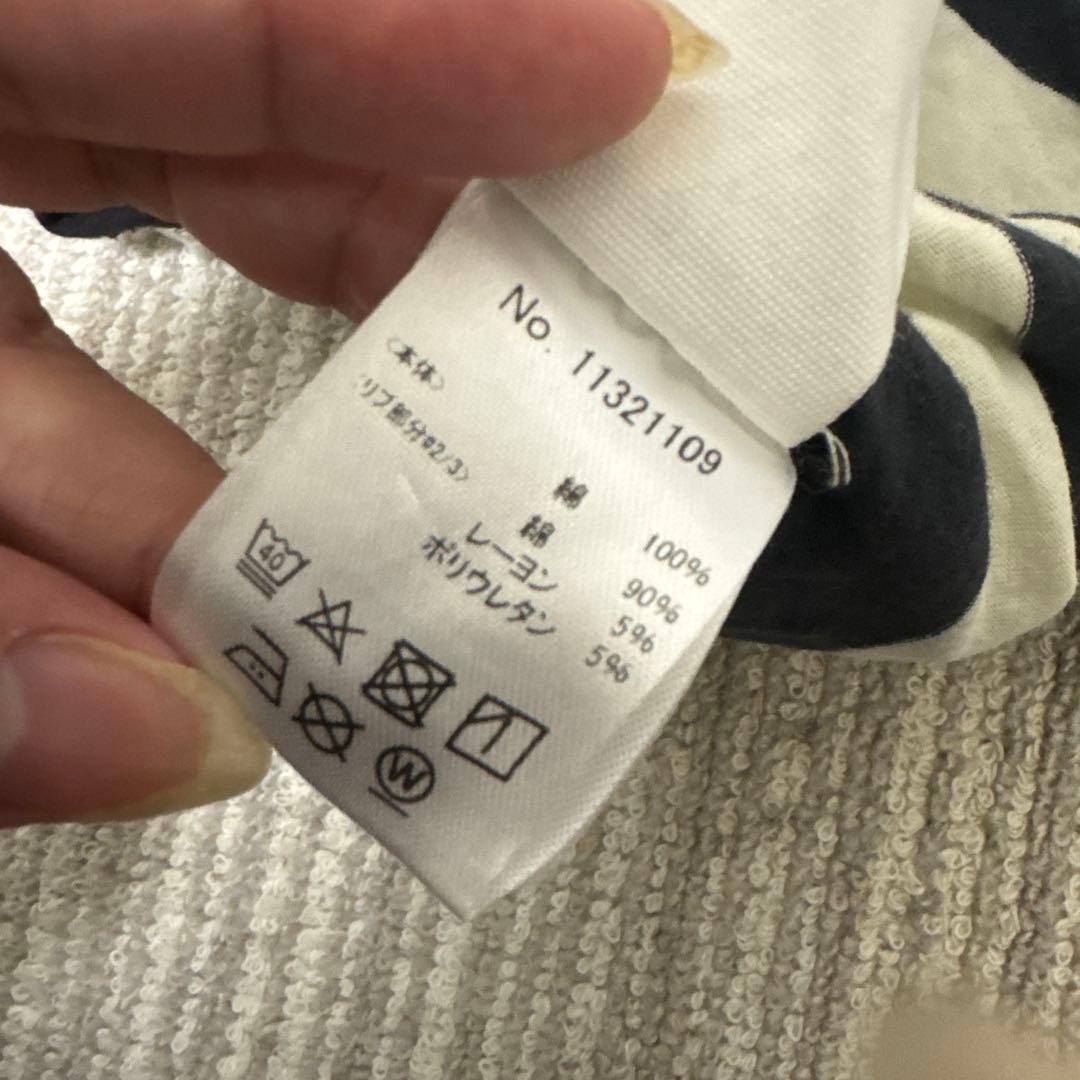 No. 11321109
〈本体〉 綿 100%
リブ部分#2/3〉 綿 90%
レーヨン 5%
ポリウレタン 5%
40
W